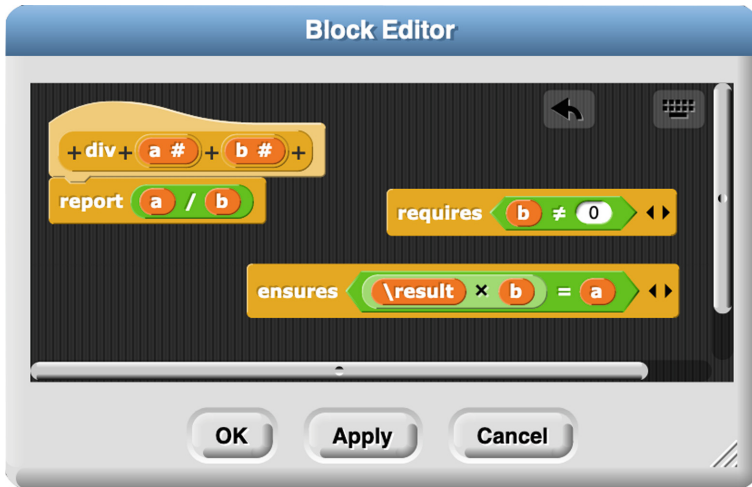 Block Editor
+ div + a # + b # +
report a / b
requires b ≠ 0
ensures \result × b = a
OK Apply Cancel